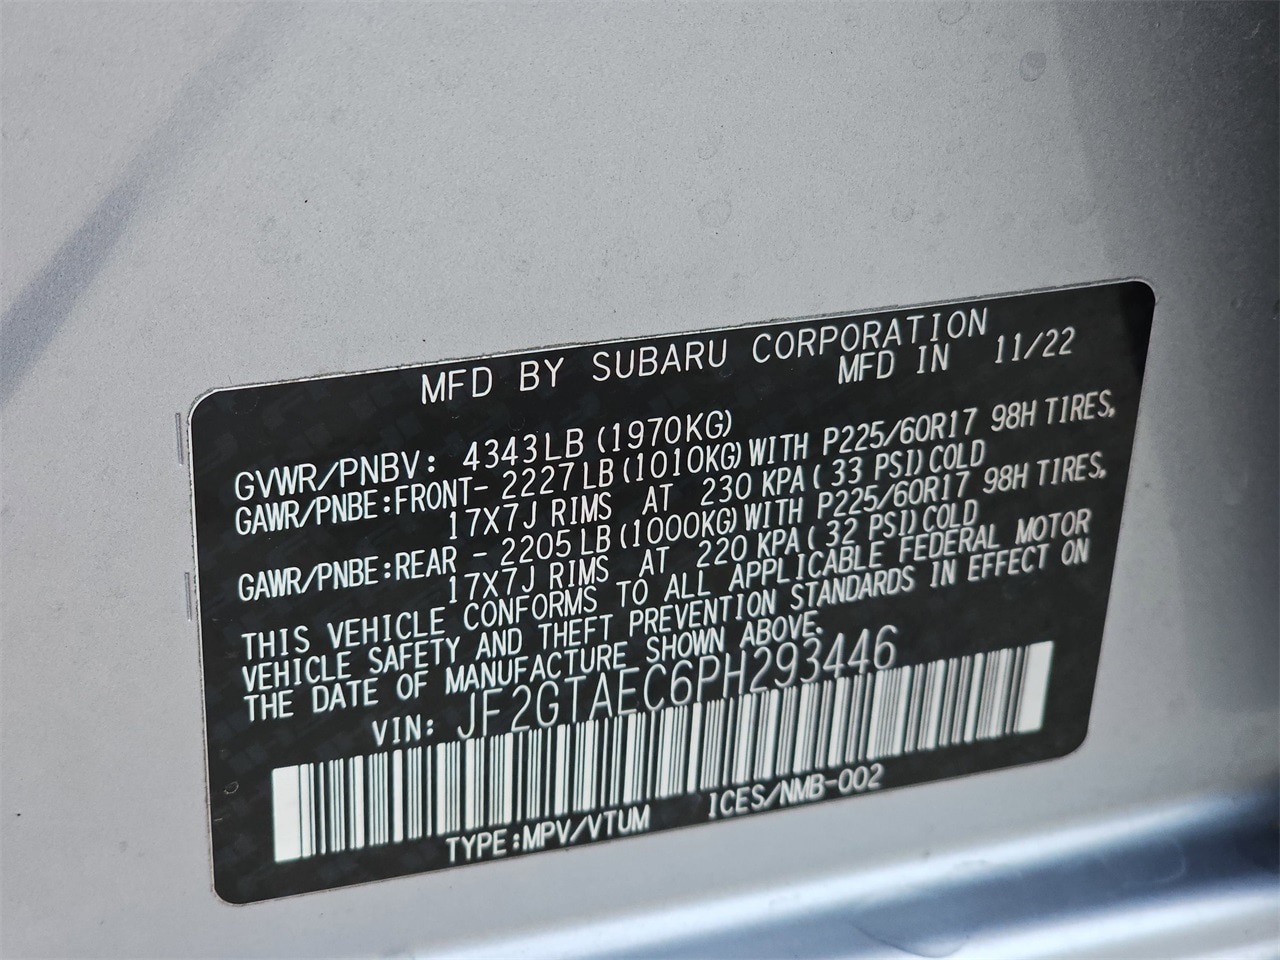 MFD BY SUBARU CORPORATION
MFD IN 11/22
GVWR/PNBV: 4343LB (1970KG)
GAWR/PNBE:FRONT- 2227LB (1010KG) WITH P225/60R17 98H TIRES,
17X7J RIMS AT 230 KPA ( 33 PSI) COLD
GAWR/PNBE:REAR - 2205LB (1000KG) WITH P225/60R17 98H TIRES,
17X7J RIMS AT 220 KPA ( 32 PSI) COLD
THIS VEHICLE CONFORMS TO ALL APPLICABLE FEDERAL MOTOR
VEHICLE SAFETY AND THEFT PREVENTION STANDARDS IN EFFECT ON
THE DATE OF MANUFACTURE SHOWN ABOVE.
VIN: JF2GTAEC6PH293446
TYPE:MPV/VTUM ICES/NMB-002